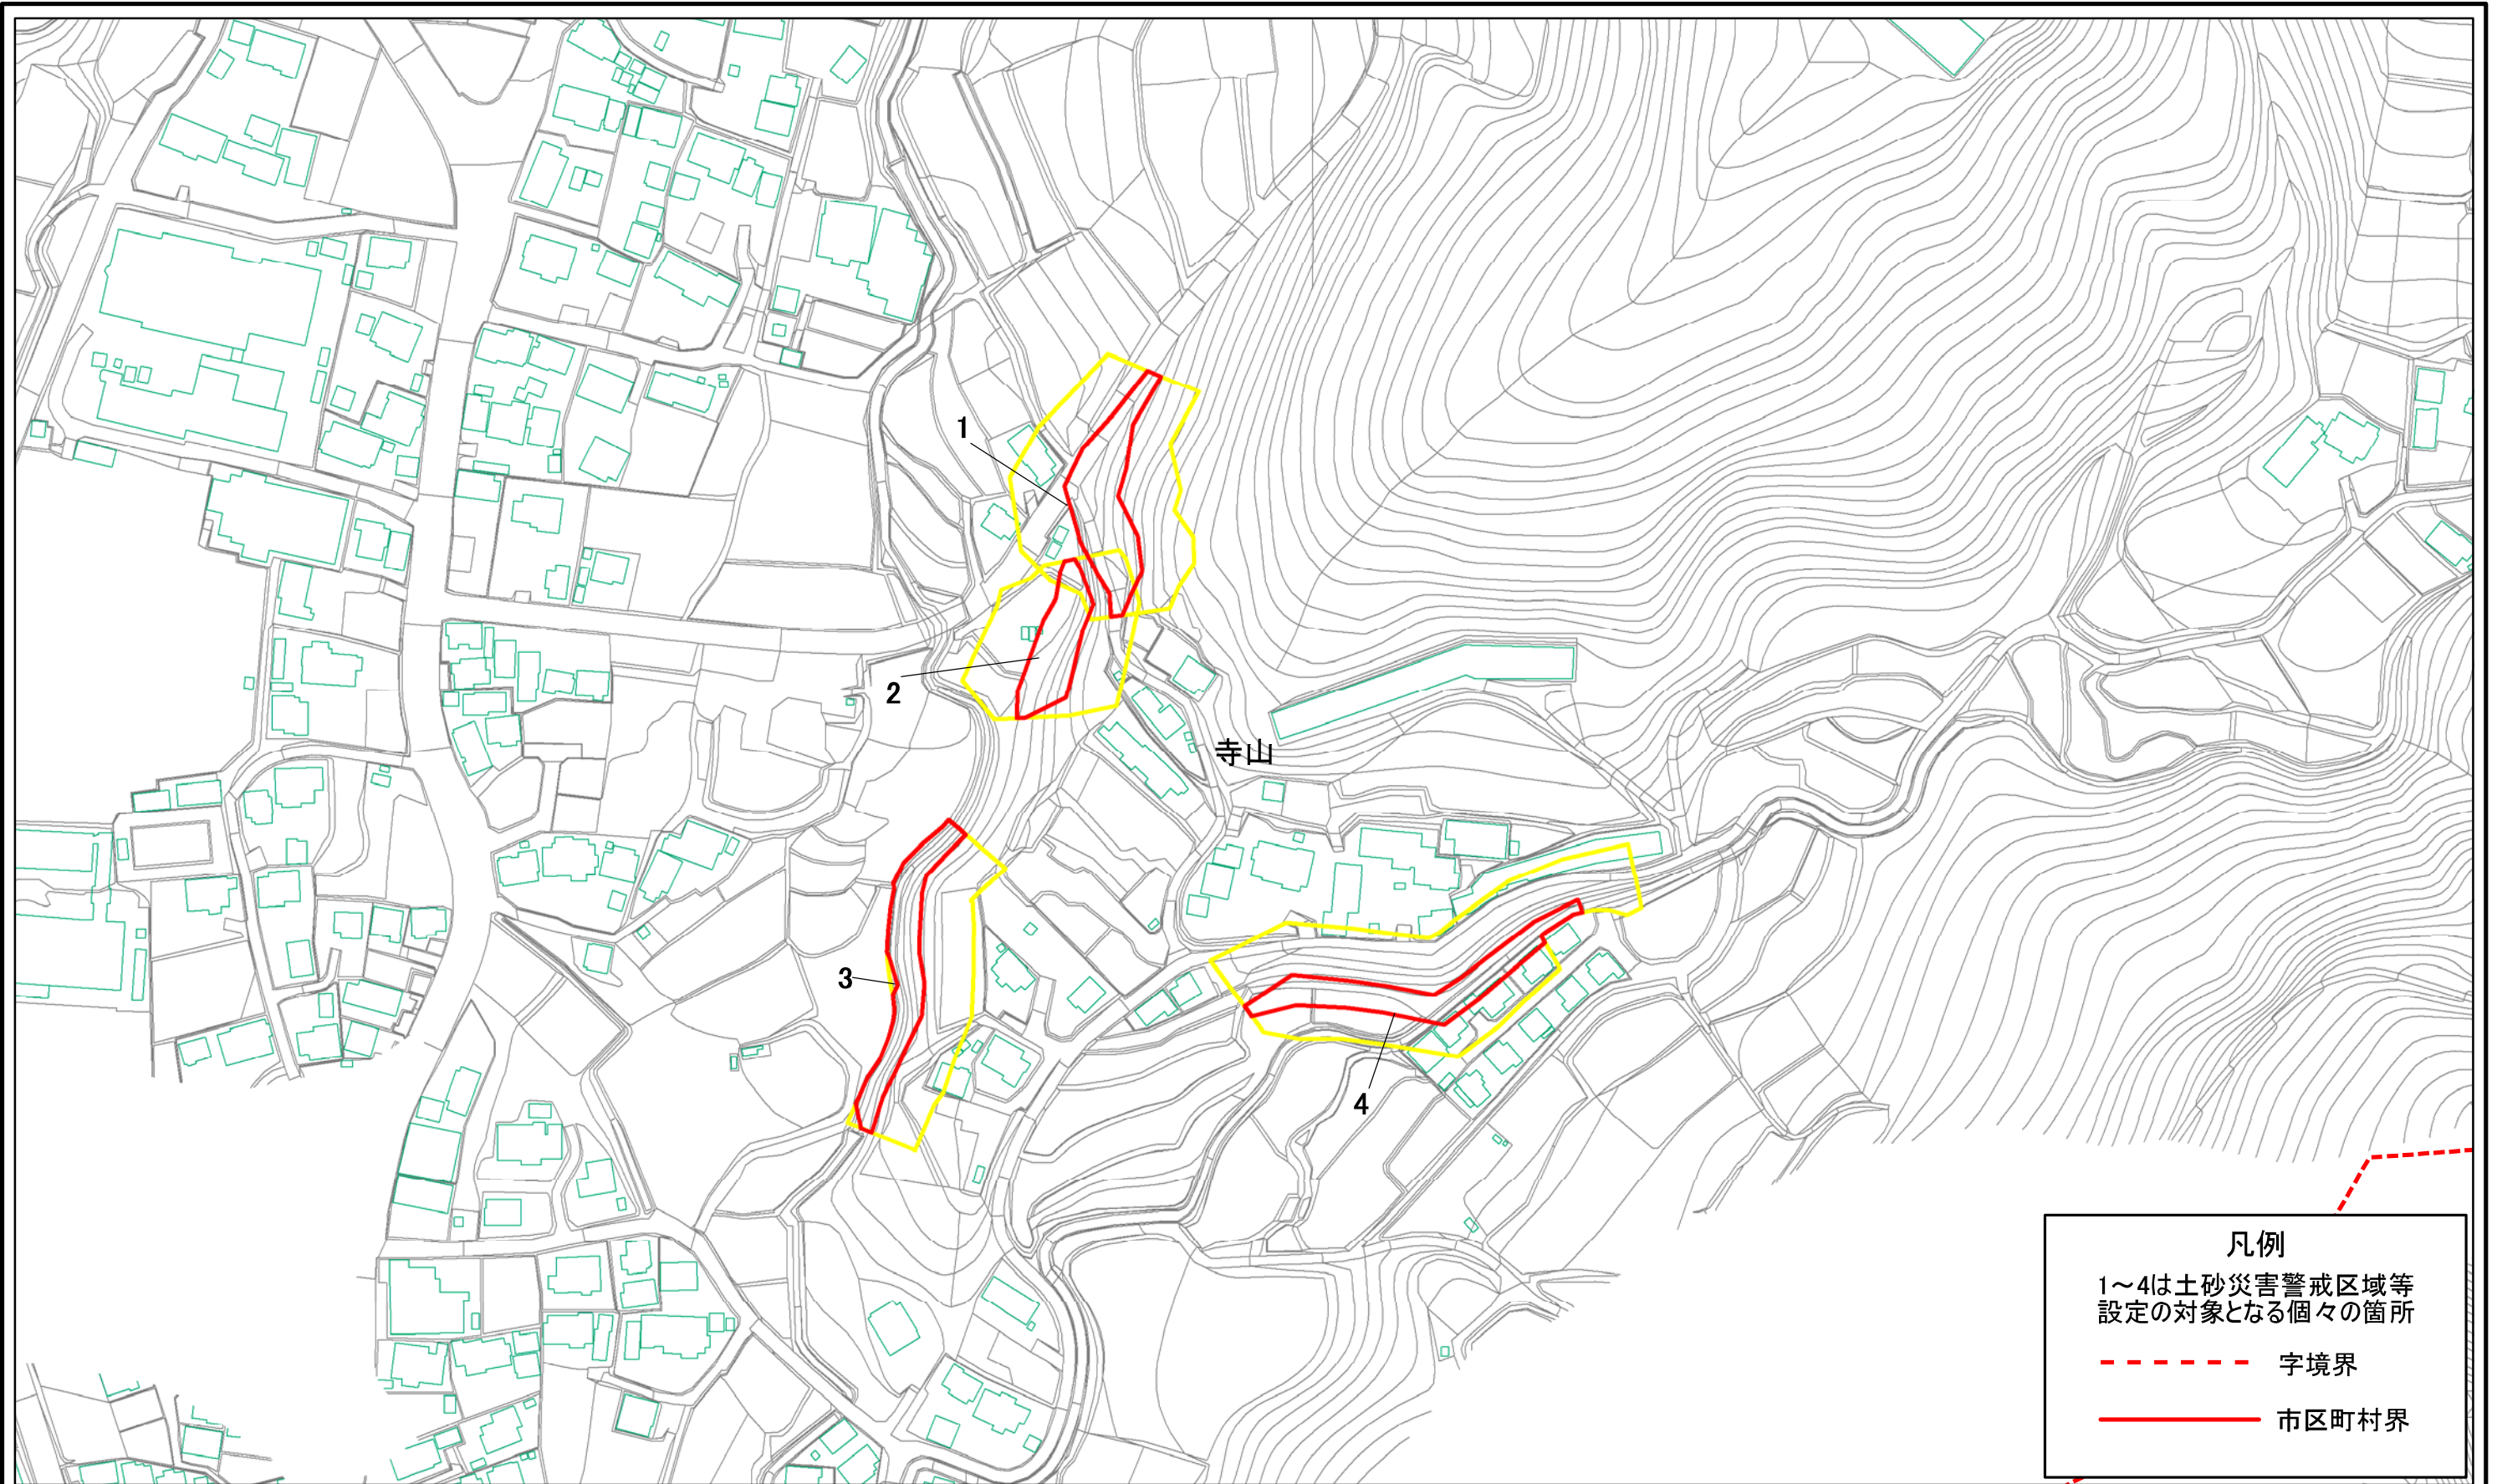 1
2
寺山
3
4
凡例
1～4は土砂災害警戒区域等
設定の対象となる個々の箇所
字境界
市区町村界